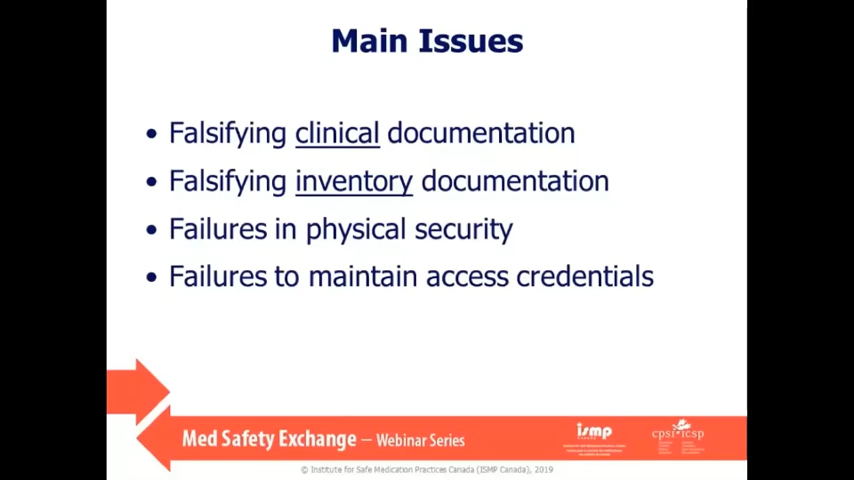 Main Issues
• Falsifying clinical documentation
• Falsifying inventory documentation
• Failures in physical security
• Failures to maintain access credentials
Med Safety Exchange – Webinar Series
ismp
CANADA
cpsi•icsp
© Institute for Safe Medication Practices Canada (ISMP Canada), 2019